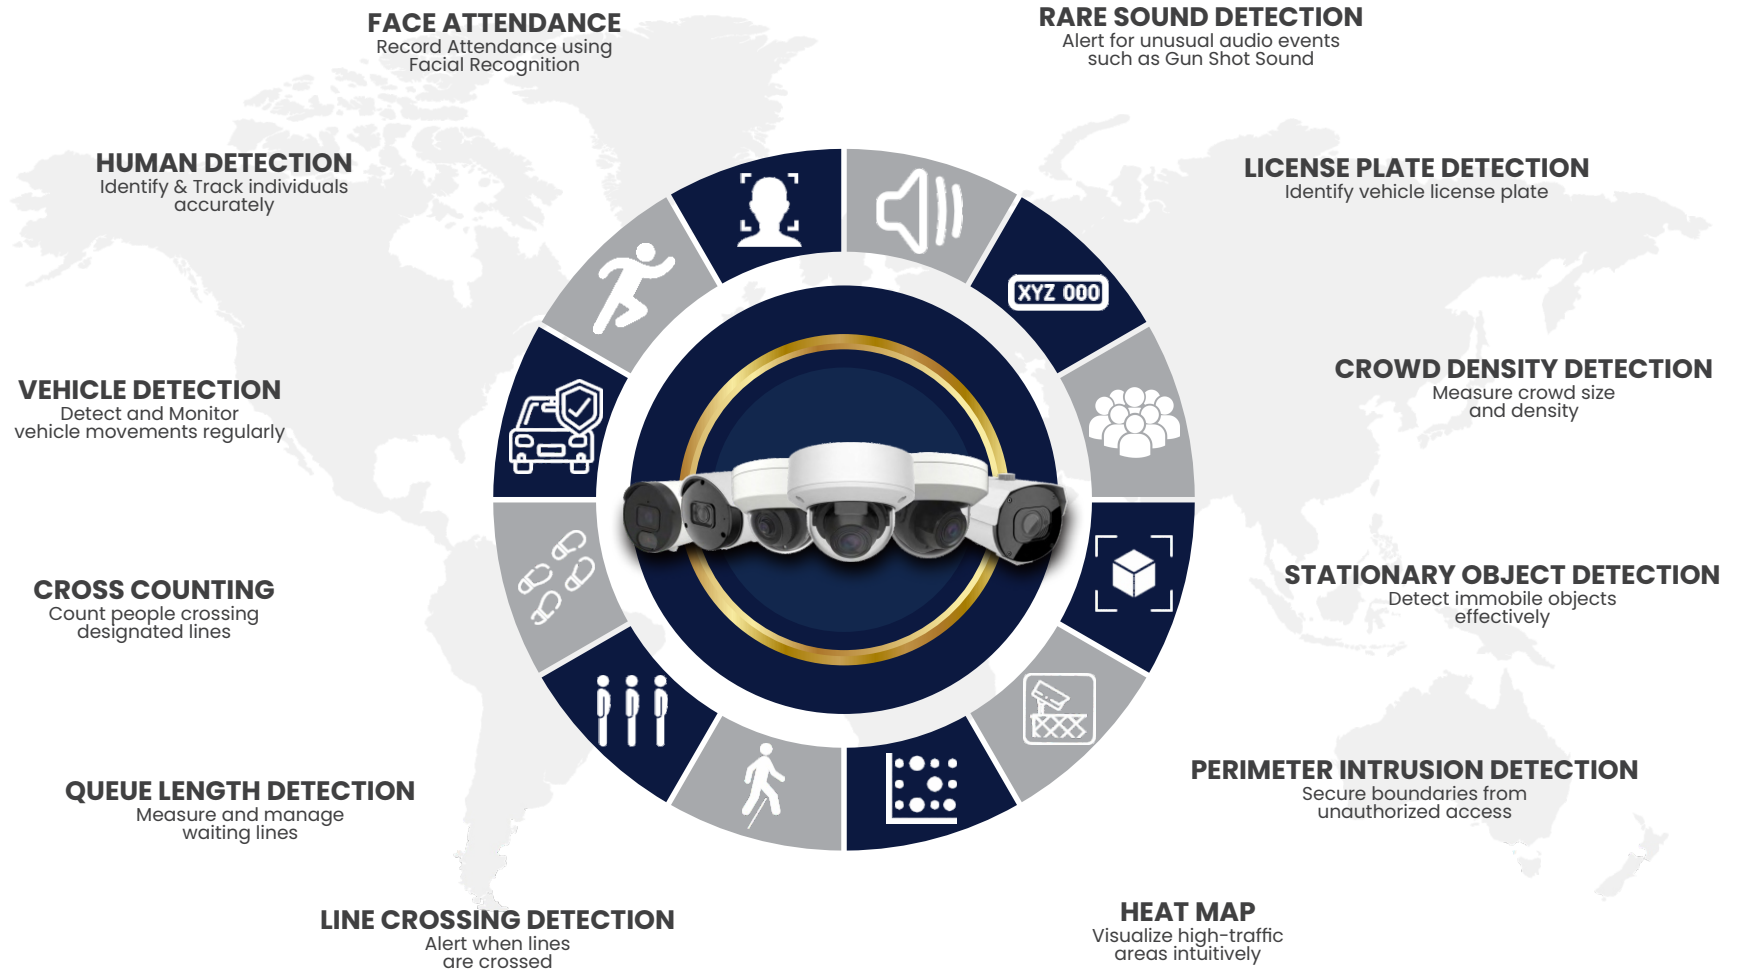 FACE ATTENDANCE
Record Attendance using
Facial Recognition
RARE SOUND DETECTION
Alert for unusual audio events
such as Gun Shot Sound
HUMAN DETECTION
Identify & Track individuals
accurately
LICENSE PLATE DETECTION
Identify vehicle license plate
XYZ 000
VEHICLE DETECTION
Detect and Monitor
vehicle movements regularly
CROWD DENSITY DETECTION
Measure crowd size
and density
CROSS COUNTING
Count people crossing
designated lines
STATIONARY OBJECT DETECTION
Detect immobile objects
effectively
QUEUE LENGTH DETECTION
Measure and manage
waiting lines
PERIMETER INTRUSION DETECTION
Secure boundaries from
unauthorized access
LINE CROSSING DETECTION
Alert when lines
are crossed
HEAT MAP
Visualize high-traffic
areas intuitively